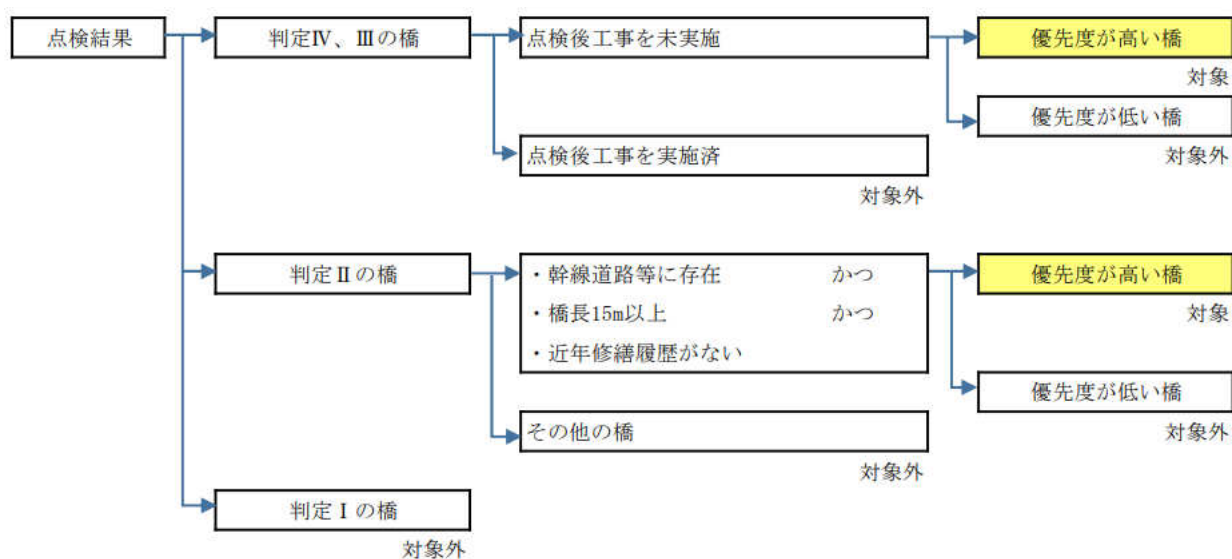 点検結果
判定Ⅳ、Ⅲの橋
点検後工事を未実施
優先度が高い橋
対象
優先度が低い橋
対象外
点検後工事を実施済
対象外
判定Ⅱの橋
・幹線道路等に存在 かつ
・橋長15m以上 かつ
・近年修繕履歴がない
優先度が高い橋
対象
優先度が低い橋
対象外
その他の橋
対象外
判定Ⅰの橋
対象外